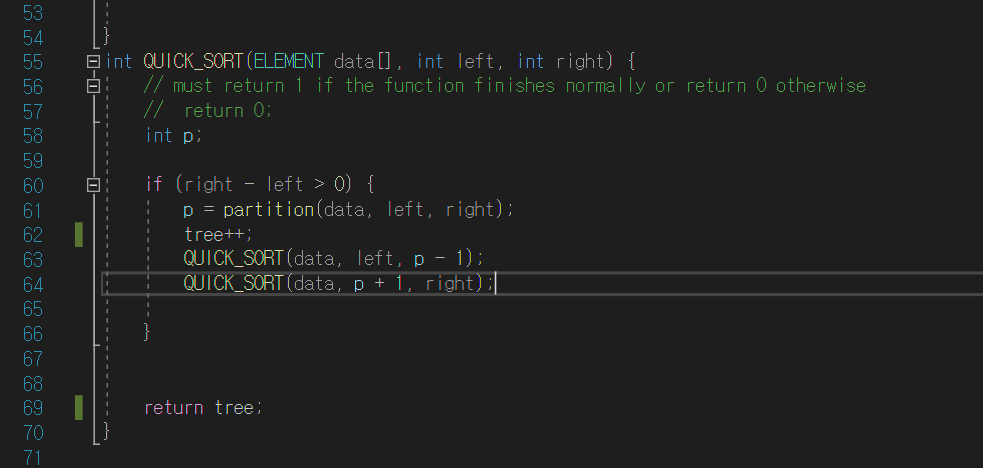 53
54 }
55 int QUICK_SORT(ELEMENT data[], int left, int right) {
56 // must return 1 if the function finishes normally or return 0 otherwise
57 //  return 0;
58 int p;
59
60 if (right - left > 0) {
61 p = partition(data, left, right);
62 tree++;
63 QUICK_SORT(data, left, p - 1);
64 QUICK_SORT(data, p + 1, right);
65
66 }
67
68
69 return tree;
70 }
71